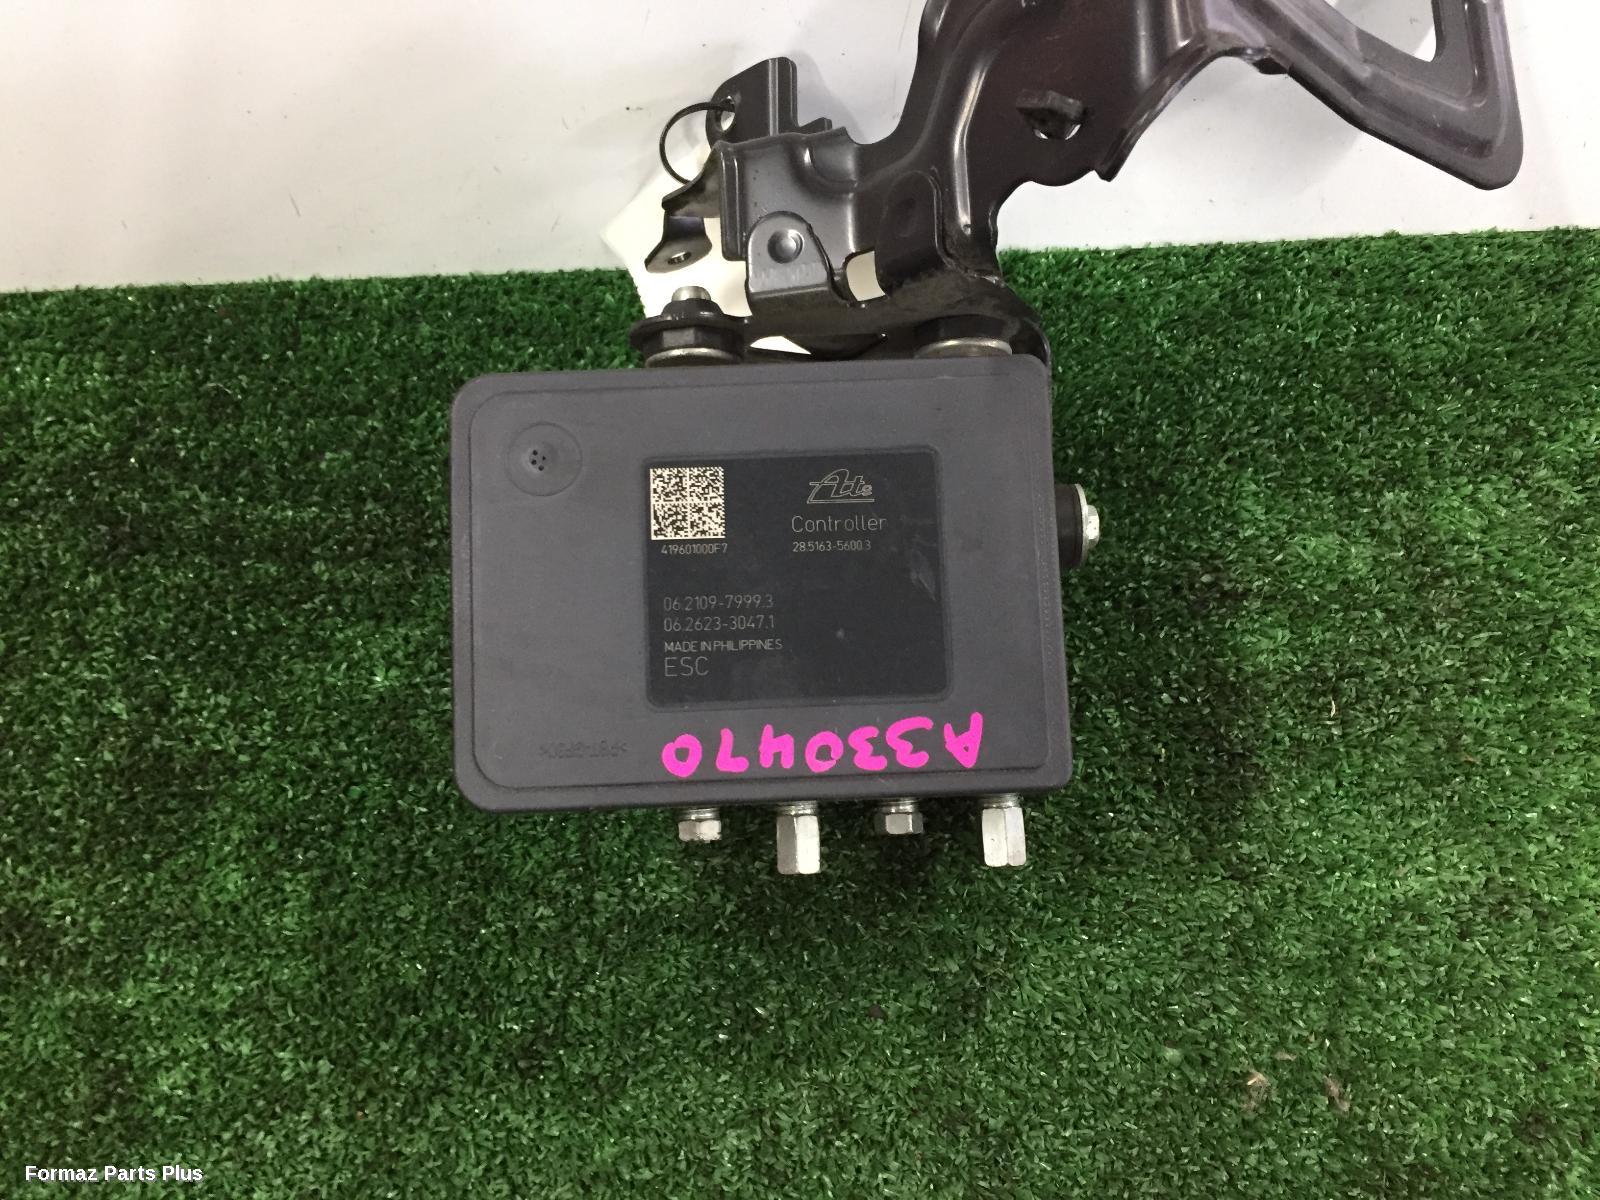 Ate
Controller
419601000F7
28.5163-5600.3
06.2109-7999.3
06.2623-3047.1
MADE IN PHILIPPINES
ESC
A330470
Formaz Parts Plus